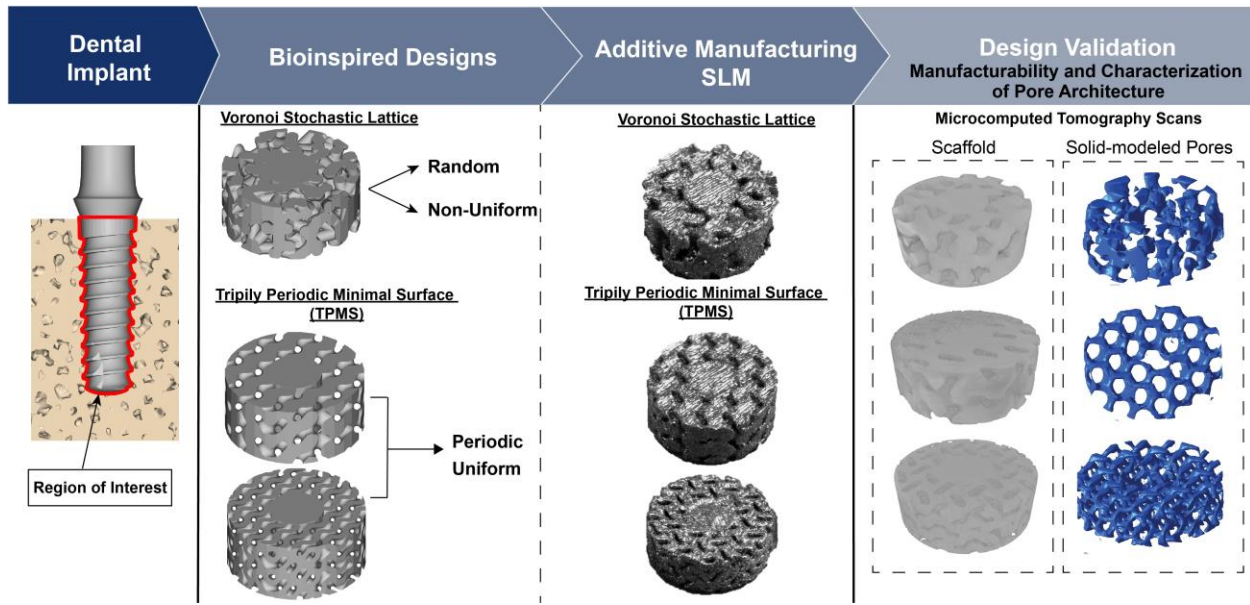 Dental
Implant
Bioinspired Designs
Additive Manufacturing
SLM
Design Validation
Manufacturability and Characterization
of Pore Architecture
Region of Interest
Voronoi Stochastic Lattice
Random
Non-Uniform
Tripily Periodic Minimal Surface
(TPMS)
Periodic
Uniform
Voronoi Stochastic Lattice
Tripily Periodic Minimal Surface
(TPMS)
Microcomputed Tomography Scans
Scaffold
Solid-modeled Pores